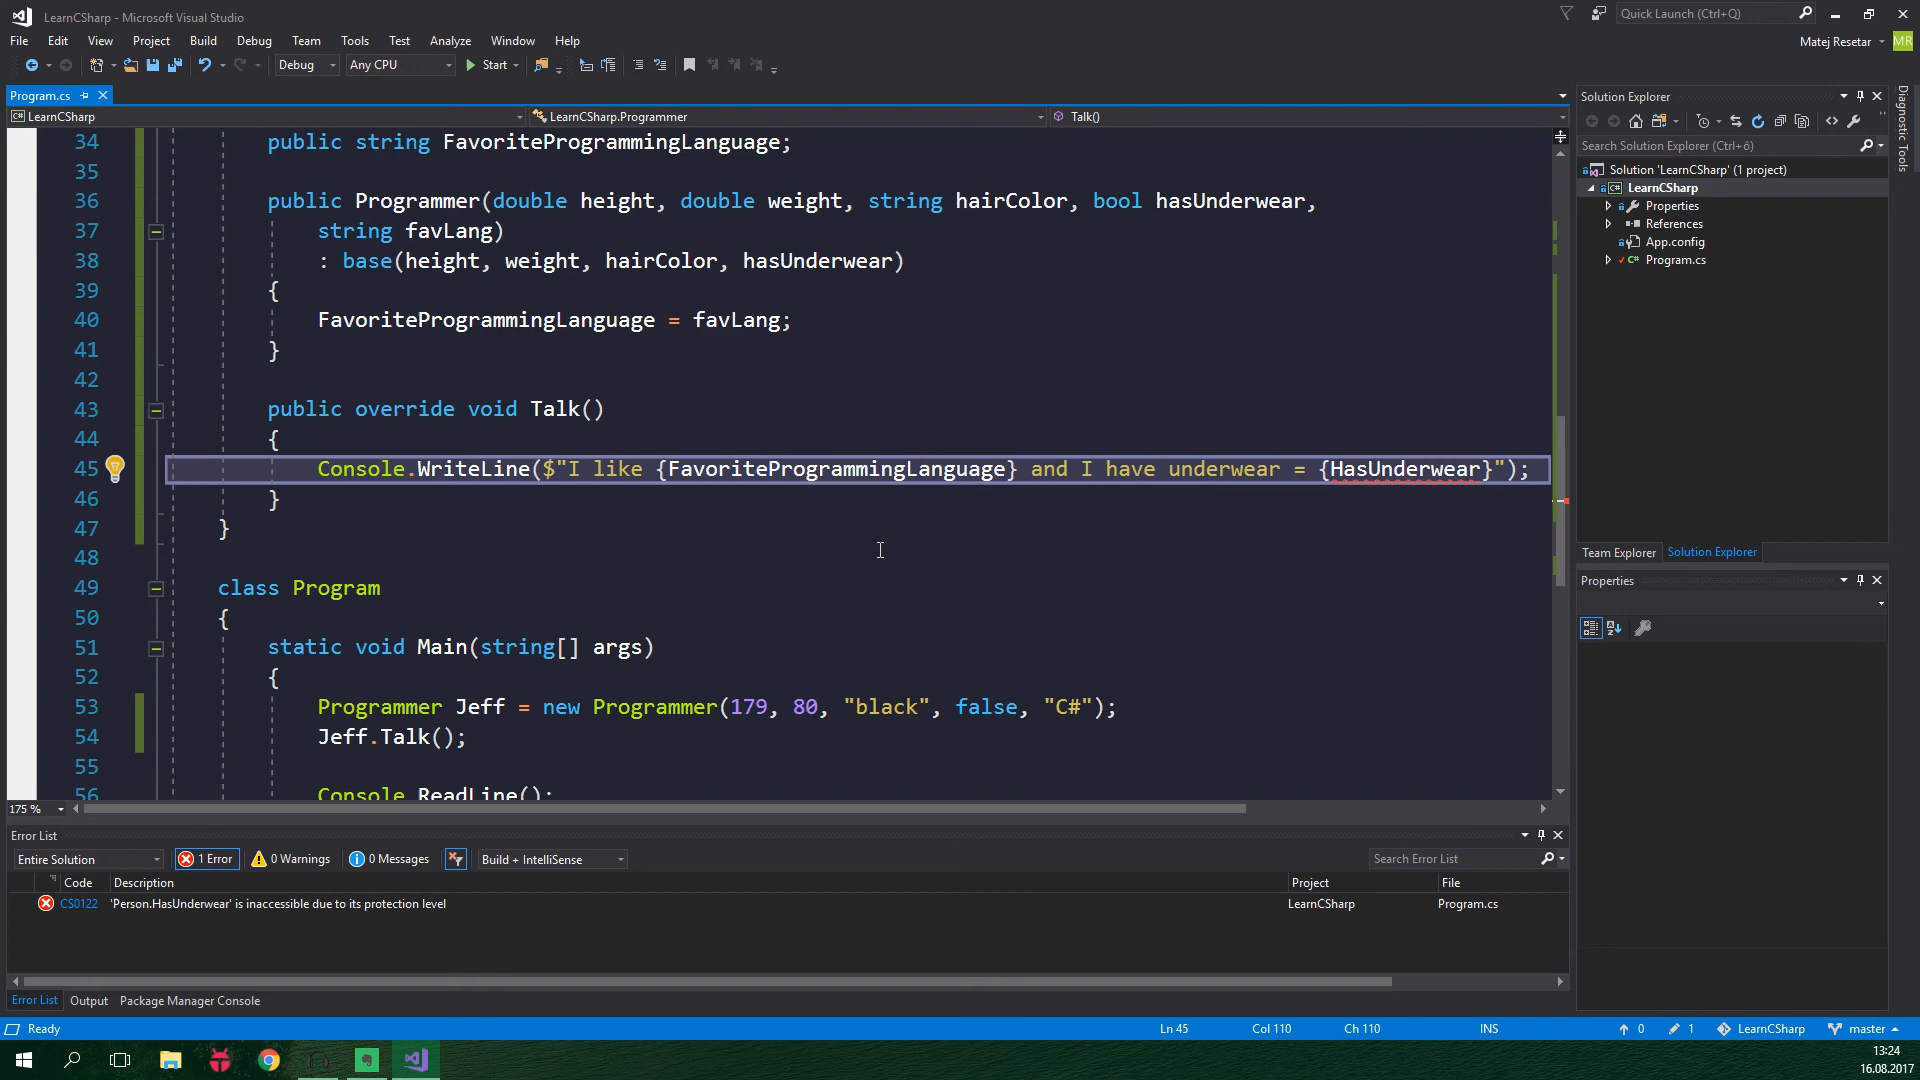 LearnCSharp - Microsoft Visual Studio
Quick Launch (Ctrl+Q)
File Edit View Project Build Debug Team Tools Test Analyze Window Help
Matej Resetar MR
Debug Any CPU Start
Program.cs
LearnCSharp LearnCSharp.Programmer Talk()
34 public string FavoriteProgrammingLanguage;
35
36 public Programmer(double height, double weight, string hairColor, bool hasUnderwear,
37 string favLang)
38 : base(height, weight, hairColor, hasUnderwear)
39 {
40 FavoriteProgrammingLanguage = favLang;
41 }
42
43 public override void Talk()
44 {
45 Console.WriteLine($"I like {FavoriteProgrammingLanguage} and I have underwear = {HasUnderwear}");
46 }
47 }
48
49 class Program
50 {
51 static void Main(string[] args)
52 {
53 Programmer Jeff = new Programmer(179, 80, "black", false, "C#");
54 Jeff.Talk();
55
56 Console.ReadLine();
175 %
Solution Explorer
Search Solution Explorer (Ctrl+ô)
Solution 'LearnCSharp' (1 project)
LearnCSharp
Properties
References
App.config
Program.cs
Team Explorer Solution Explorer
Properties
Diagnostic Tools
Error List
Entire Solution 1 Error 0 Warnings 0 Messages Build + IntelliSense Search Error List
Code Description Project File
CS0122 'Person.HasUnderwear' is inaccessible due to its protection level LearnCSharp Program.cs
Error List Output Package Manager Console
Ready Ln 45 Col 110 Ch 110 INS 0 1 LearnCSharp master
13:24
16.08.2017